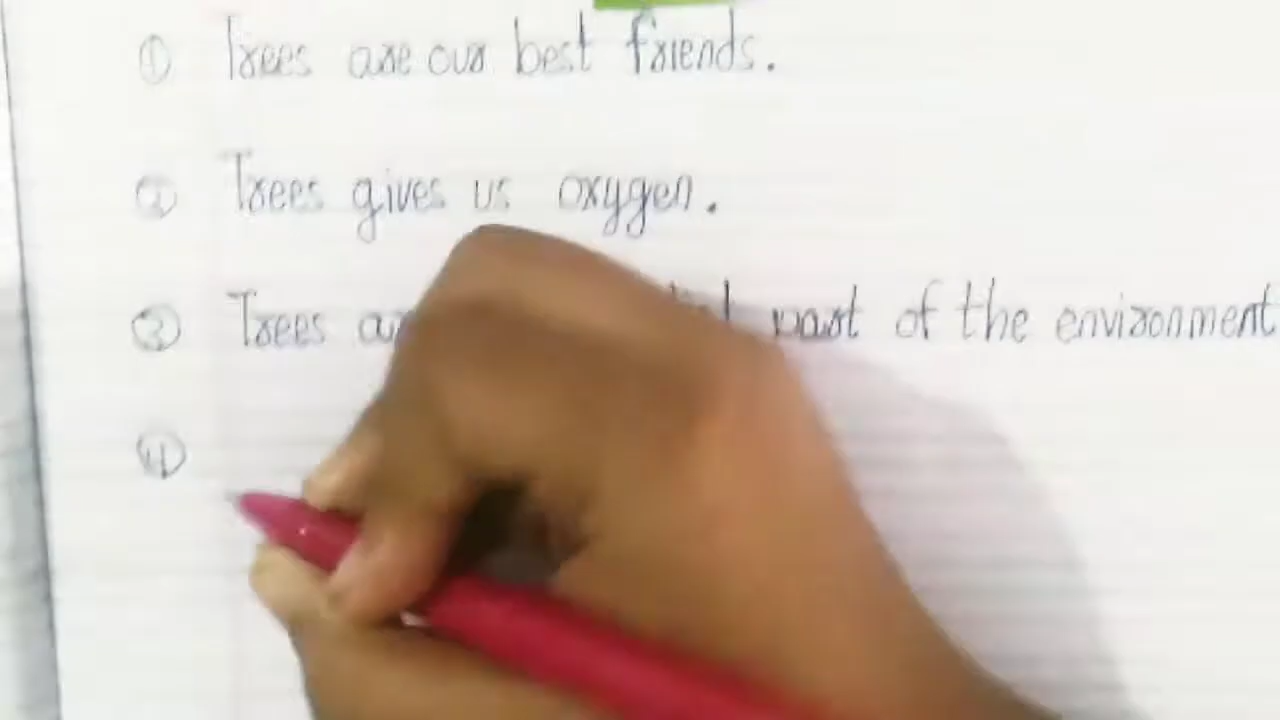 ① Trees are our best friends.
② Trees gives us oxygen.
③ Trees part of the environment
④